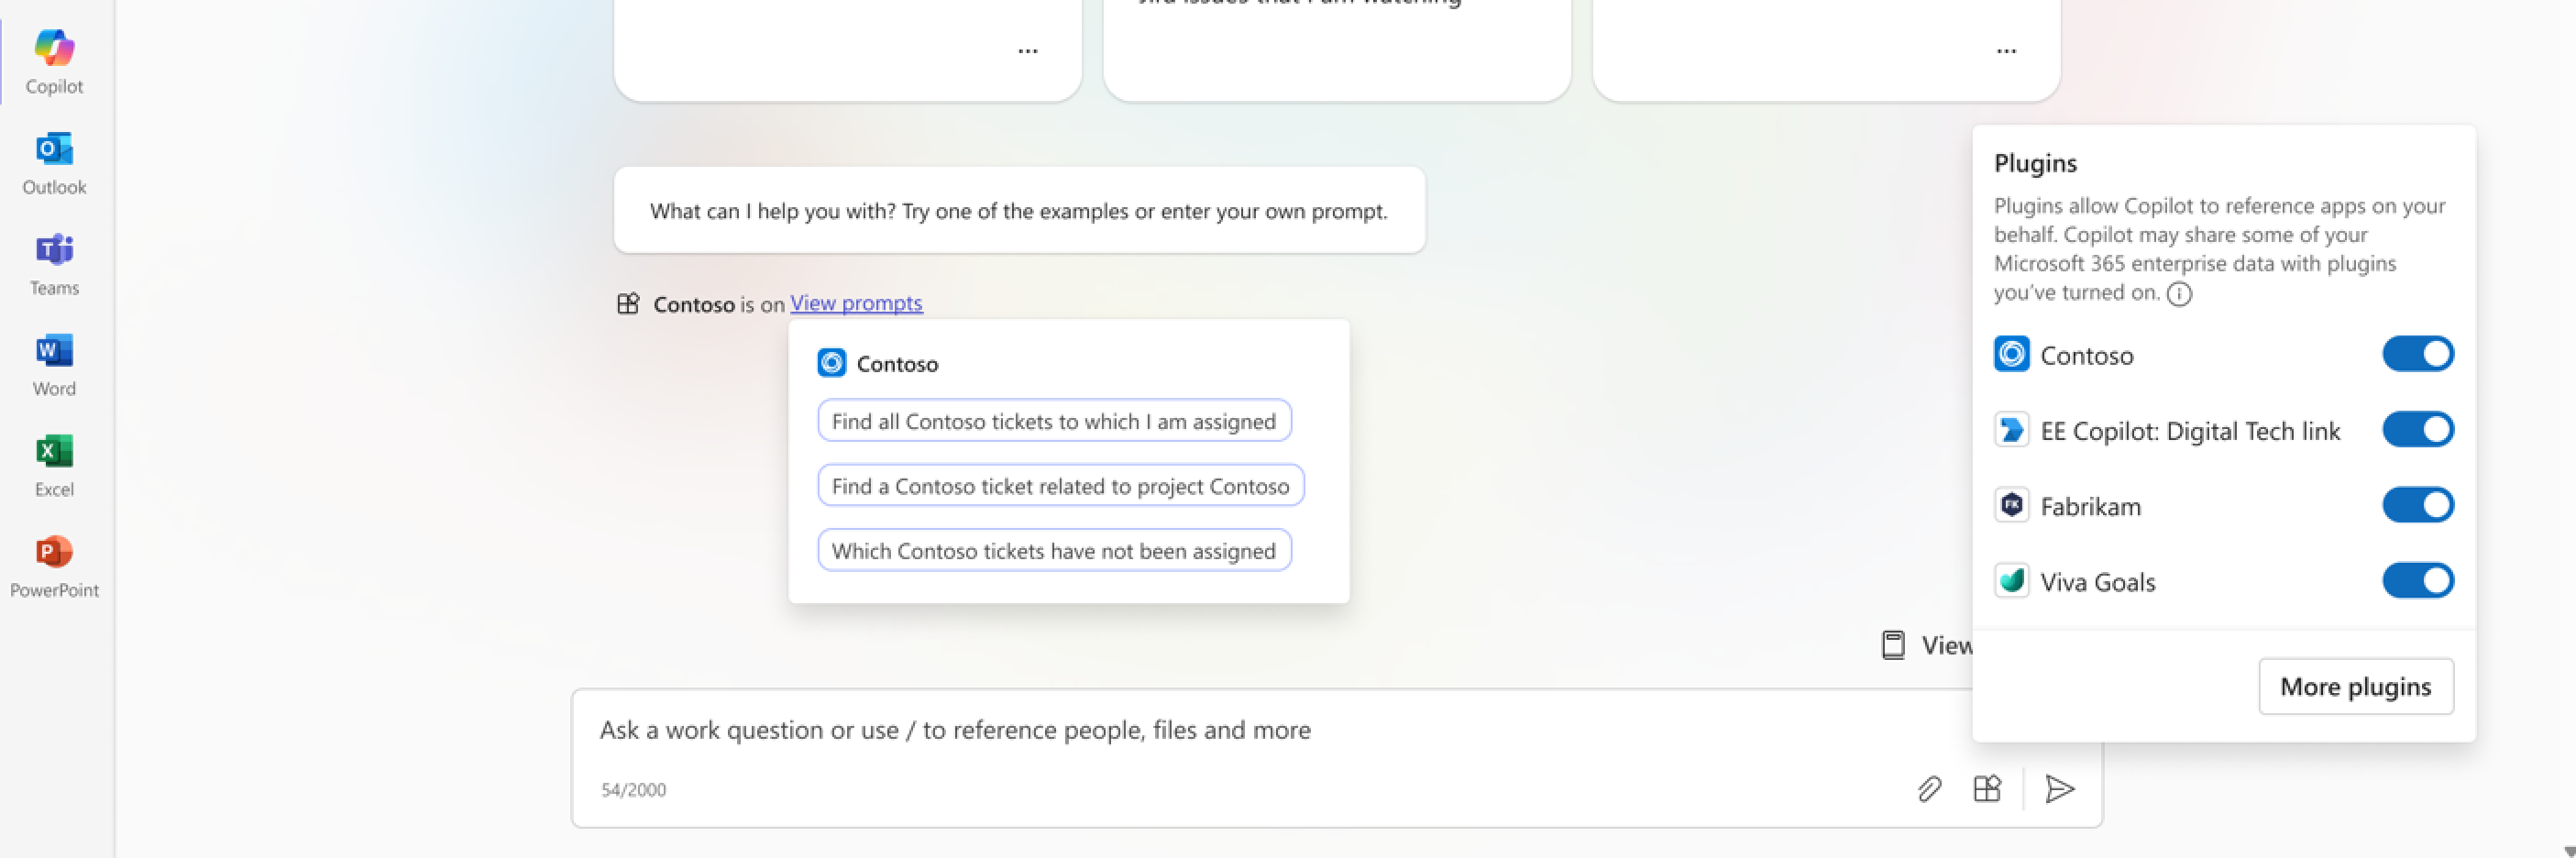 Copilot
Outlook
Teams
Word
Excel
PowerPoint
issues that I am watching
...
...
What can I help you with? Try one of the examples or enter your own prompt.
Contoso is on View prompts
Contoso
Find all Contoso tickets to which I am assigned
Find a Contoso ticket related to project Contoso
Which Contoso tickets have not been assigned
View
Ask a work question or use / to reference people, files and more
54/2000
Plugins
Plugins allow Copilot to reference apps on your
behalf. Copilot may share some of your
Microsoft 365 enterprise data with plugins
you've turned on.
Contoso
EE Copilot: Digital Tech link
Fabrikam
Viva Goals
More plugins